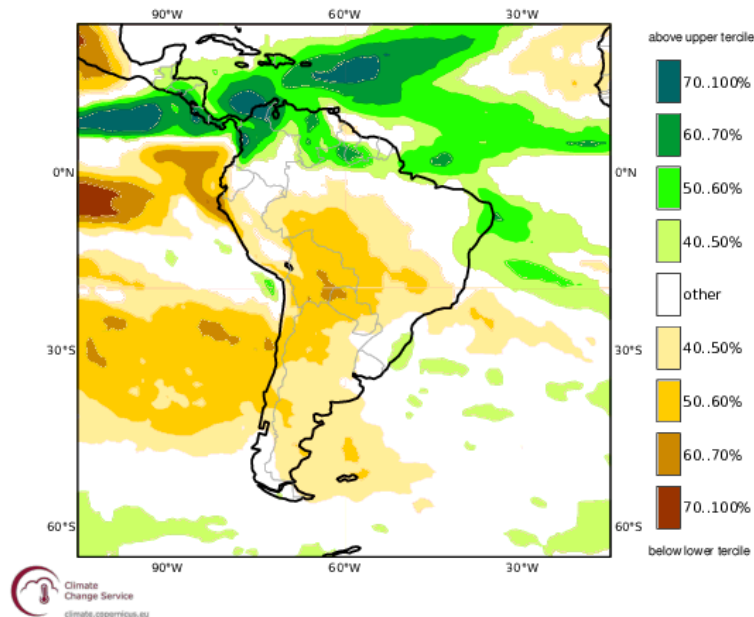 90°W 60°W 30°W
above upper tercile
70..100%
60..70%
50..60%
40..50%
other
40..50%
50..60%
60..70%
70..100%
below lower tercile
0°N 0°N
30°S 30°S
60°S 60°S
90°W 60°W 30°W
Climate
Change Service
climate.copernicus.eu